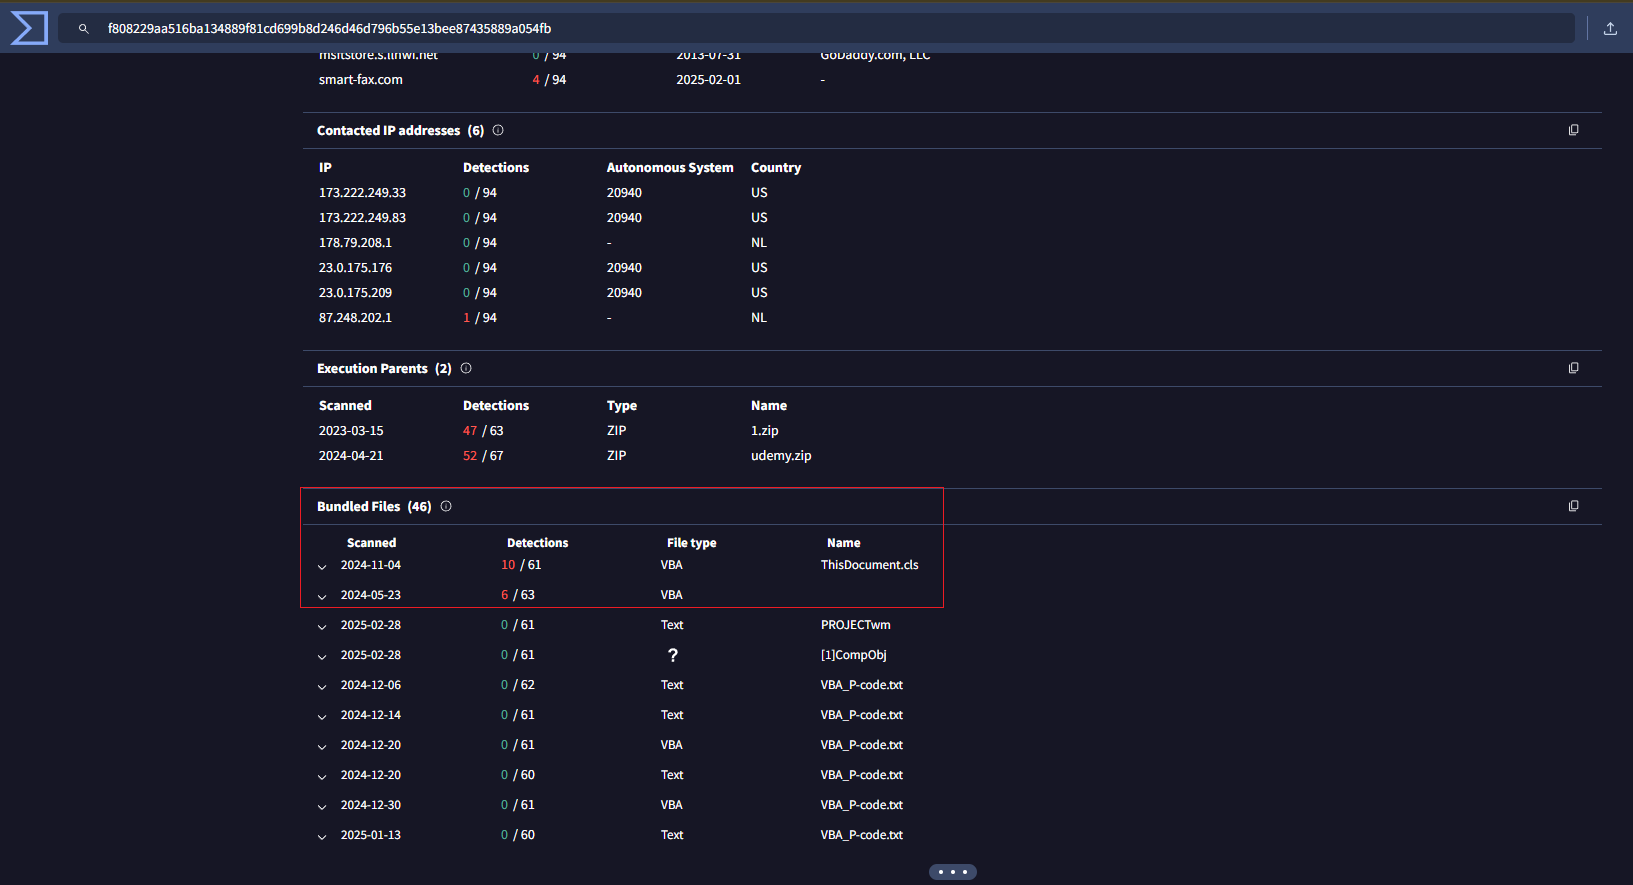 f808229aa516ba134889f81cd699b8d246d46d796b55e13bee87435889a054fb
msftstore.s.llnwi.net 0 / 94 2013-07-31 GoDaddy.com, LLC
smart-fax.com 4 / 94 2025-02-01 -
Contacted IP addresses (6)
IP Detections Autonomous System Country
173.222.249.33 0 / 94 20940 US
173.222.249.83 0 / 94 20940 US
178.79.208.1 0 / 94 - NL
23.0.175.176 0 / 94 20940 US
23.0.175.209 0 / 94 20940 US
87.248.202.1 1 / 94 - NL
Execution Parents (2)
Scanned Detections Type Name
2023-03-15 47 / 63 ZIP 1.zip
2024-04-21 52 / 67 ZIP udemy.zip
Bundled Files (46)
Scanned Detections File type Name
2024-11-04 10 / 61 VBA ThisDocument.cls
2024-05-23 6 / 63 VBA
2025-02-28 0 / 61 Text PROJECTwm
2025-02-28 0 / 61 ? [1]CompObj
2024-12-06 0 / 62 Text VBA_P-code.txt
2024-12-14 0 / 61 Text VBA_P-code.txt
2024-12-20 0 / 61 VBA VBA_P-code.txt
2024-12-20 0 / 60 Text VBA_P-code.txt
2024-12-30 0 / 61 VBA VBA_P-code.txt
2025-01-13 0 / 60 Text VBA_P-code.txt